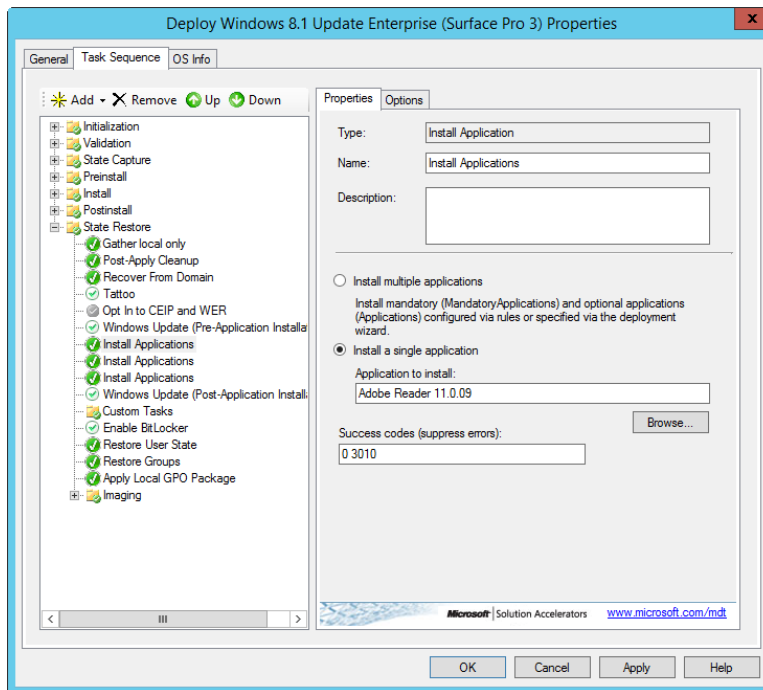 Deploy Windows 8.1 Update Enterprise (Surface Pro 3) Properties
x
General
Task Sequence
OS Info
Add
Remove
Up
Down
Initialization
Validation
State Capture
Preinstall
Install
Postinstall
State Restore
Gather local only
Post-Apply Cleanup
Recover From Domain
Tattoo
Opt In to CEIP and WER
Windows Update (Pre-Application Installa
Install Applications
Install Applications
Install Applications
Windows Update (Post-Application Install
Custom Tasks
Enable BitLocker
Restore User State
Restore Groups
Apply Local GPO Package
Imaging
Properties
Options
Type:
Install Application
Name:
Install Applications
Description:
Install multiple applications
Install mandatory (MandatoryApplications) and optional applications
(Applications) configured via rules or specified via the deployment
wizard.
Install a single application
Application to install:
Adobe Reader 11.0.09
Browse...
Success codes (suppress errors):
0 3010
Microsoft | Solution Accelerators
www.microsoft.com/mdt
OK
Cancel
Apply
Help